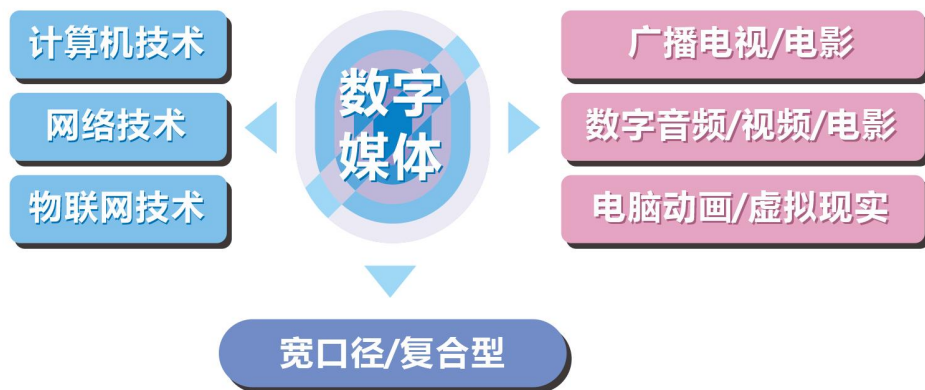 计算机技术
网络技术
物联网技术
数字
媒体
广播电视/电影
数字音频/视频/电影
电脑动画/虚拟现实
宽口径/复合型